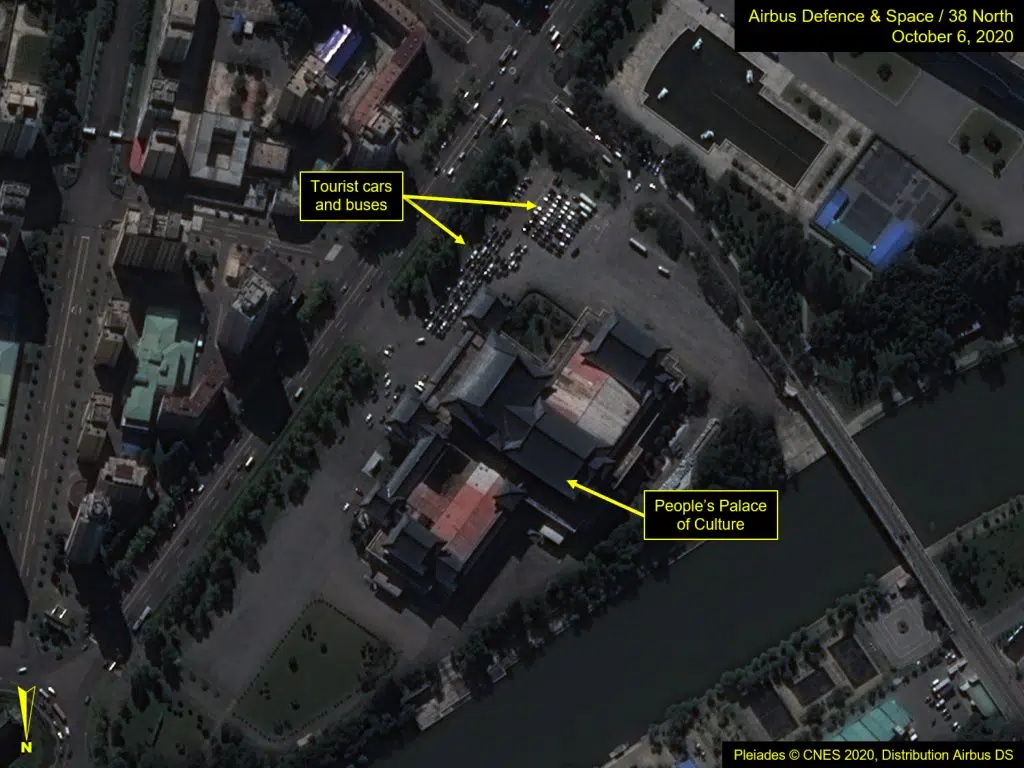 Airbus Defence & Space / 38 North
October 6, 2020
Tourist cars
and buses
People’s Palace
of Culture
N
Pleiades © CNES 2020, Distribution Airbus DS